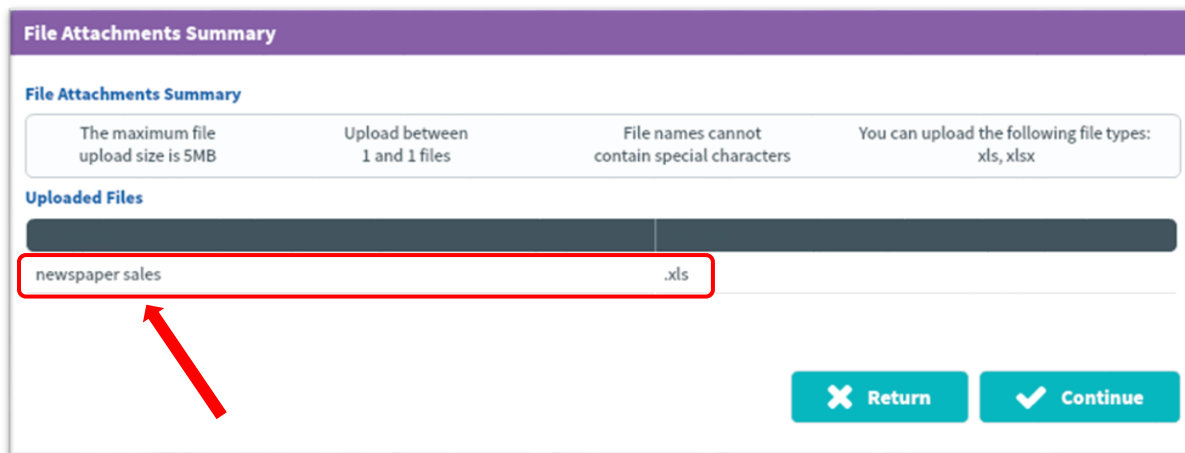 File Attachments Summary
File Attachments Summary
The maximum file
upload size is 5MB
Upload between
1 and 1 files
File names cannot
contain special characters
You can upload the following file types:
xls, xlsx
Uploaded Files
newspaper sales .xls
Return Continue